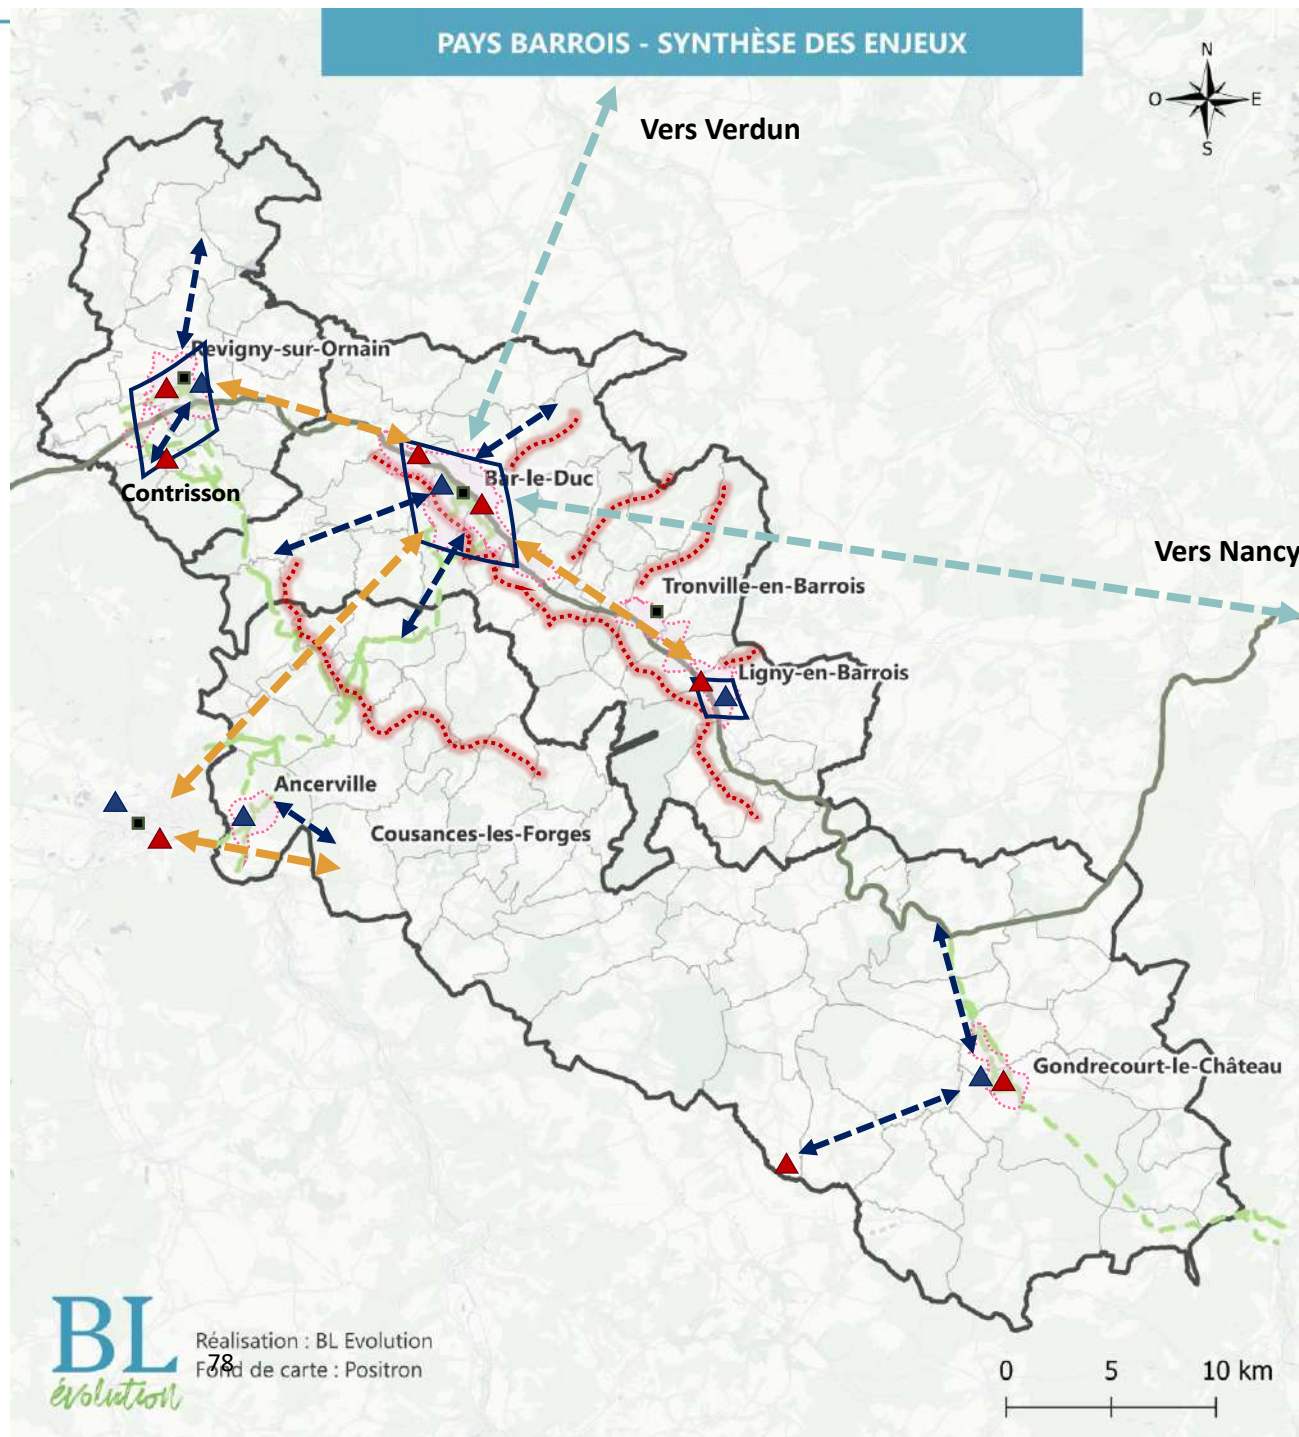 PAYS BARROIS - SYNTHÈSE DES ENJEUX
N
O
E
S
Vers Verdun
Revigny-sur-Ornain
Contrisson
Bar-le-Duc
Vers Nancy
Tronville-en-Barrois
Ligny-en-Barrois
Ancerville
Cousances-les-Forges
Gondrecourt-le-Château
BL
évolution
Réalisation : BL Evolution
78
Fond de carte : Positron
0 5 10 km